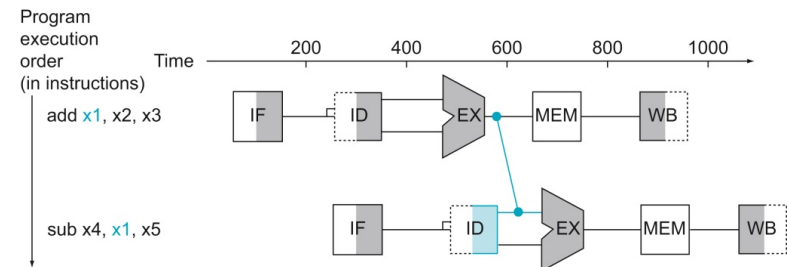 Program
execution
order
(in instructions)
Time
200 400 600 800 1000
add x1, x2, x3
IF ID EX MEM WB
sub x4, x1, x5
IF ID EX MEM WB